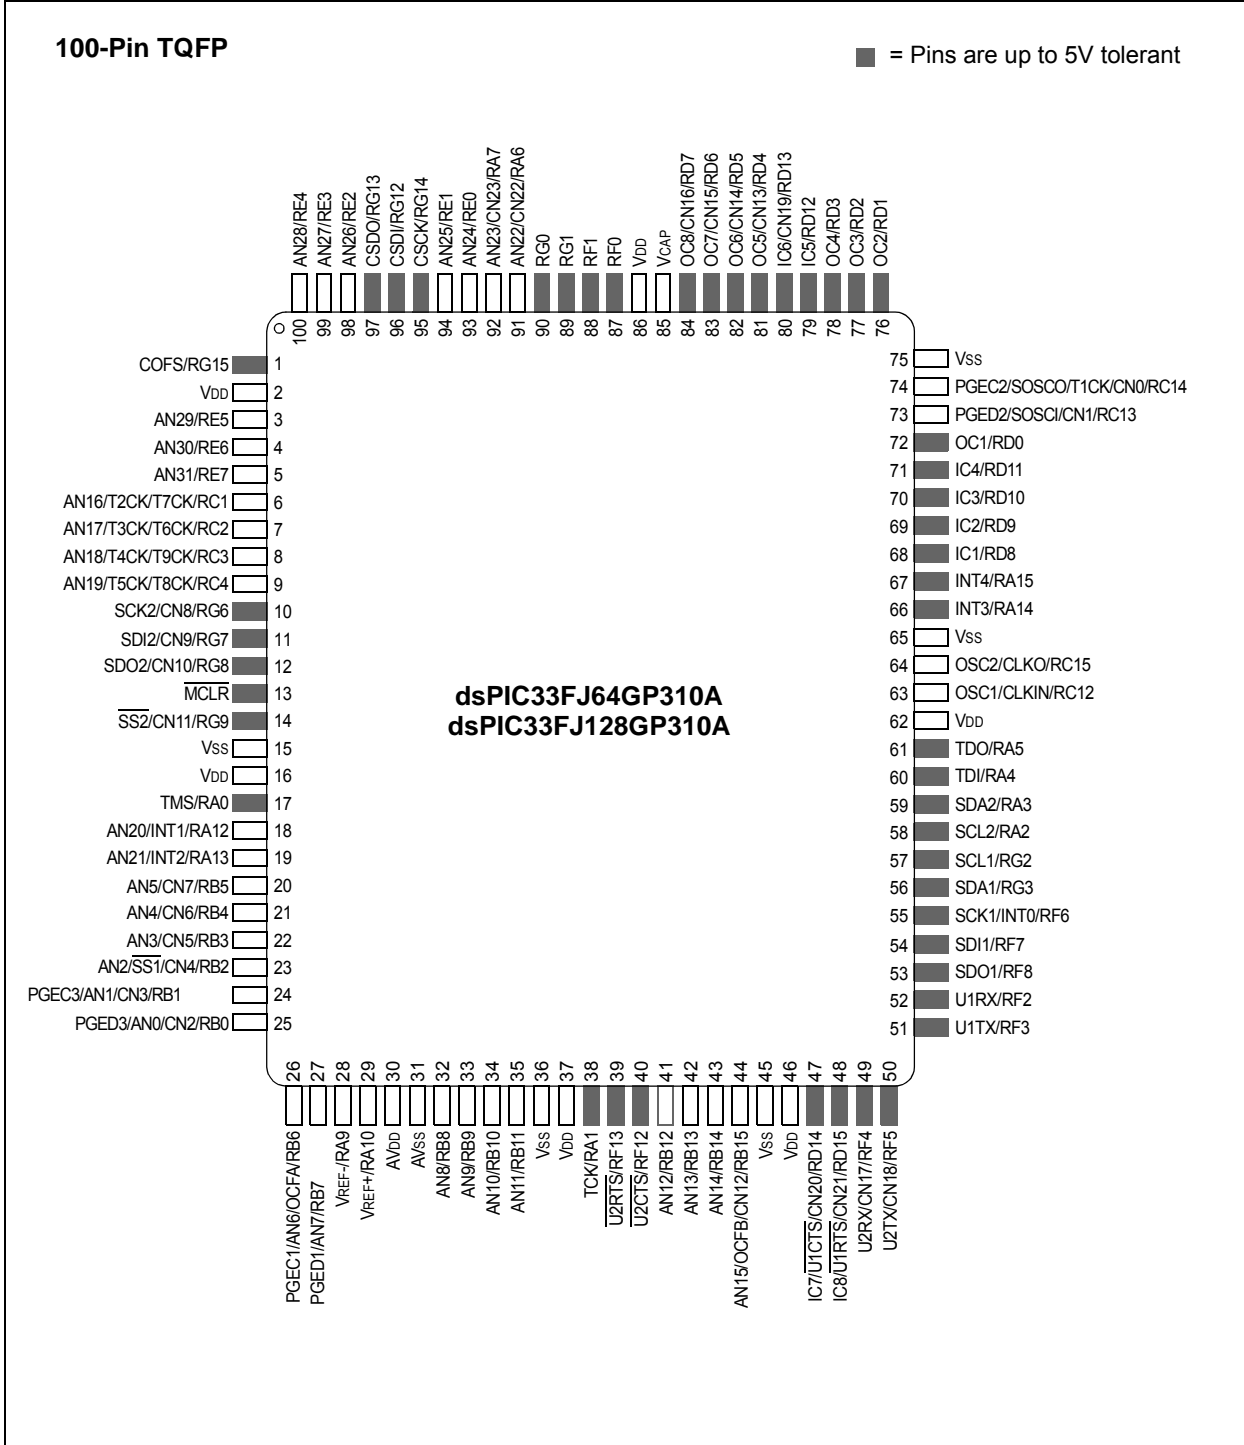 100-Pin TQFP
= Pins are up to 5V tolerant
AN28/RE4
AN27/RE3
AN26/RE2
CSDO/RG13
CSDI/RG12
CSCK/RG14
AN25/RE1
AN24/RE0
AN23/CN23/RA7
AN22/CN22/RA6
RG0
RG1
RF1
RF0
VDD
VCAP
OC8/CN16/RD7
OC7/CN15/RD6
OC6/CN14/RD5
OC5/CN13/RD4
IC6/CN19/RD13
IC5/RD12
OC4/RD3
OC3/RD2
OC2/RD1
100
99
98
97
96
95
94
93
92
91
90
89
88
87
86
85
84
83
82
81
80
79
78
77
76
COFS/RG15 1
VDD 2
AN29/RE5 3
AN30/RE6 4
AN31/RE7 5
AN16/T2CK/T7CK/RC1 6
AN17/T3CK/T6CK/RC2 7
AN18/T4CK/T9CK/RC3 8
AN19/T5CK/T8CK/RC4 9
SCK2/CN8/RG6 10
SDI2/CN9/RG7 11
SDO2/CN10/RG8 12
MCLR 13
SS2/CN11/RG9 14
VSS 15
VDD 16
TMS/RA0 17
AN20/INT1/RA12 18
AN21/INT2/RA13 19
AN5/CN7/RB5 20
AN4/CN6/RB4 21
AN3/CN5/RB3 22
AN2/SS1/CN4/RB2 23
PGEC3/AN1/CN3/RB1 24
PGED3/AN0/CN2/RB0 25
dsPIC33FJ64GP310A
dsPIC33FJ128GP310A
75 VSS
74 PGEC2/SOSCO/T1CK/CN0/RC14
73 PGED2/SOSCI/CN1/RC13
72 OC1/RD0
71 IC4/RD11
70 IC3/RD10
69 IC2/RD9
68 IC1/RD8
67 INT4/RA15
66 INT3/RA14
65 VSS
64 OSC2/CLKO/RC15
63 OSC1/CLKIN/RC12
62 VDD
61 TDO/RA5
60 TDI/RA4
59 SDA2/RA3
58 SCL2/RA2
57 SCL1/RG2
56 SDA1/RG3
55 SCK1/INT0/RF6
54 SDI1/RF7
53 SDO1/RF8
52 U1RX/RF2
51 U1TX/RF3
26
27
28
29
30
31
32
33
34
35
36
37
38
39
40
41
42
43
44
45
46
47
48
49
50
PGEC1/AN6/OCFA/RB6
PGED1/AN7/RB7
VREF-/RA9
VREF+/RA10
AVDD
AVSS
AN8/RB8
AN9/RB9
AN10/RB10
AN11/RB11
VSS
VDD
TCK/RA1
U2RTS/RF13
U2CTS/RF12
AN12/RB12
AN13/RB13
AN14/RB14
AN15/OCFB/CN12/RB15
VSS
VDD
IC7/U1CTS/CN20/RD14
IC8/U1RTS/CN21/RD15
U2RX/CN17/RF4
U2TX/CN18/RF5